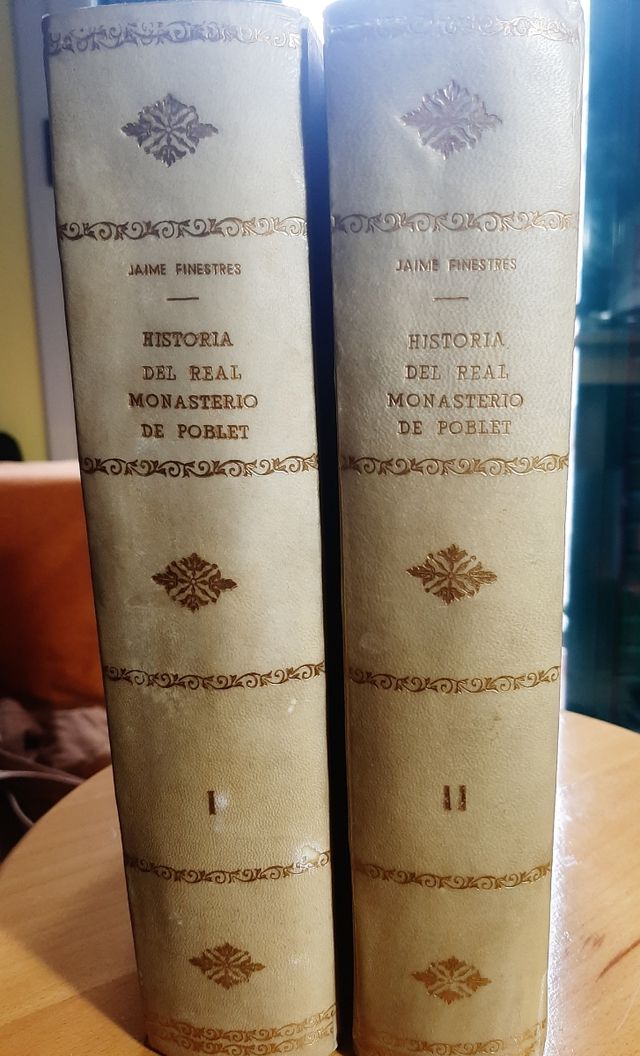 JAIME FINESTRES
HISTORIA
DEL REAL
MONASTERIO
DE POBLET
I
JAIME FINESTRES
HISTORIA
DEL REAL
MONASTERIO
DE POBLET
II